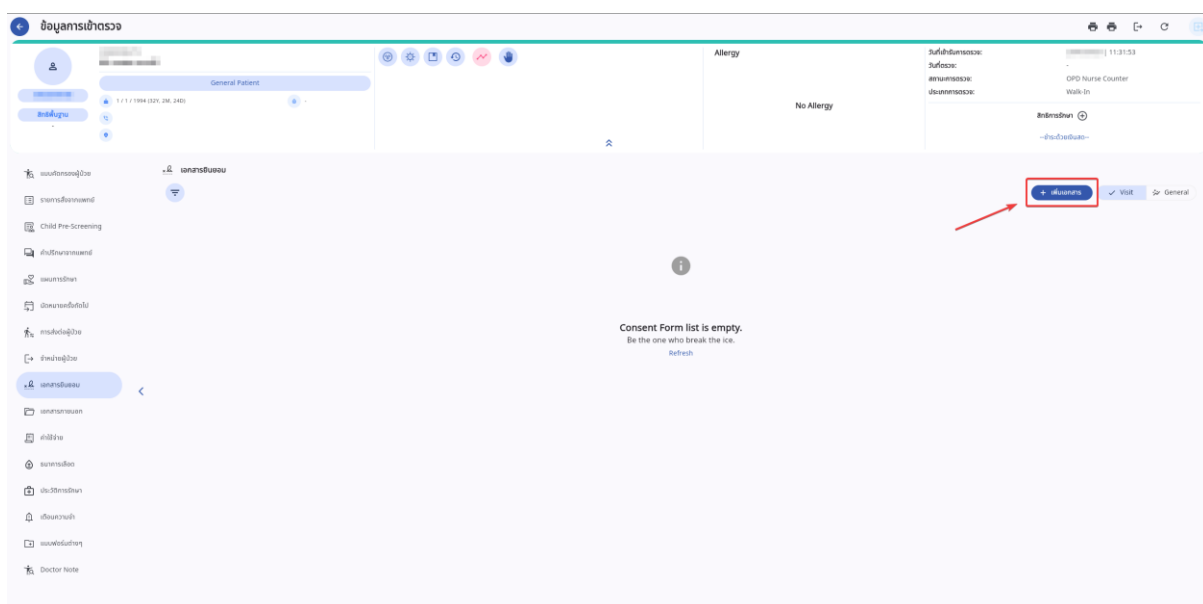 ข้อมูลการเข้าตรวจ
General Patient
1 / 1 / 1994 (32Y, 2M, 24D)
-
สิทธิพื้นฐาน
-
Allergy
No Allergy
วันที่เข้ารับการตรวจ:
| 11:31:53
วันที่ตรวจ:
-
สถานะการตรวจ:
OPD Nurse Counter
ประเภทการตรวจ:
Walk-In
สิทธิการรักษา
--ชำระด้วยเงินสด--
แบบคัดกรองผู้ป่วย
รายการสั่งจากแพทย์
Child Pre-Screening
คำปรึกษาจากแพทย์
แผนการรักษา
นัดหมายครั้งถัดไป
การส่งต่อผู้ป่วย
จำหน่ายผู้ป่วย
เอกสารยินยอม
เอกสารภายนอก
ค่าใช้จ่าย
ธนาคารเลือด
ประวัติการรักษา
เตือนความจำ
แบบฟอร์มต่างๆ
Doctor Note
เอกสารยินยอม
+ เพิ่มเอกสาร
Visit
General
Consent Form list is empty.
Be the one who break the ice.
Refresh